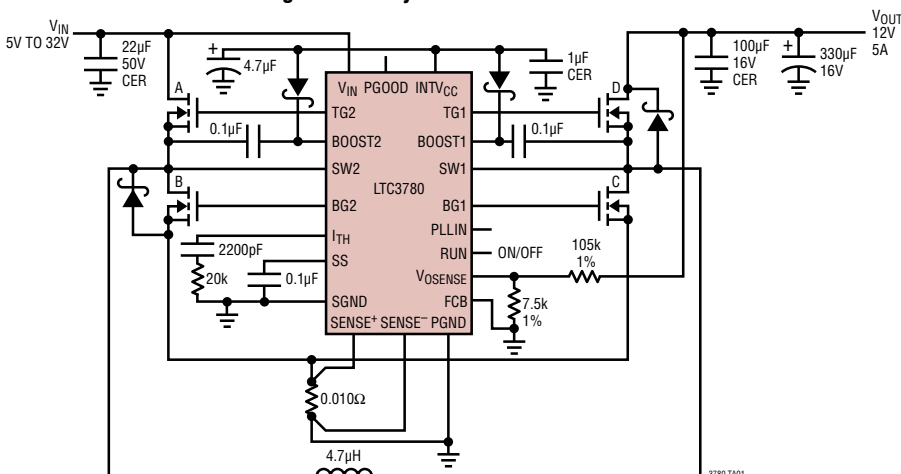 VIN
5V TO 32V
22µF
50V
CER
+
4.7µF
1µF
CER
VOUT
12V
5A
100µF
16V
CER
+
330µF
16V
A
D
VIN PGOOD INTVCC
TG2
TG1
0.1µF
BOOST2
BOOST1
0.1µF
SW2
SW1
B
C
LTC3780
BG2
BG1
PLLIN
ITH
RUN
ON/OFF
2200pF
20k
SS
0.1µF
VOSENSE
105k
1%
SGND
FCB
7.5k
1%
SENSE+ SENSE− PGND
0.010Ω
4.7µH
3780 TA01